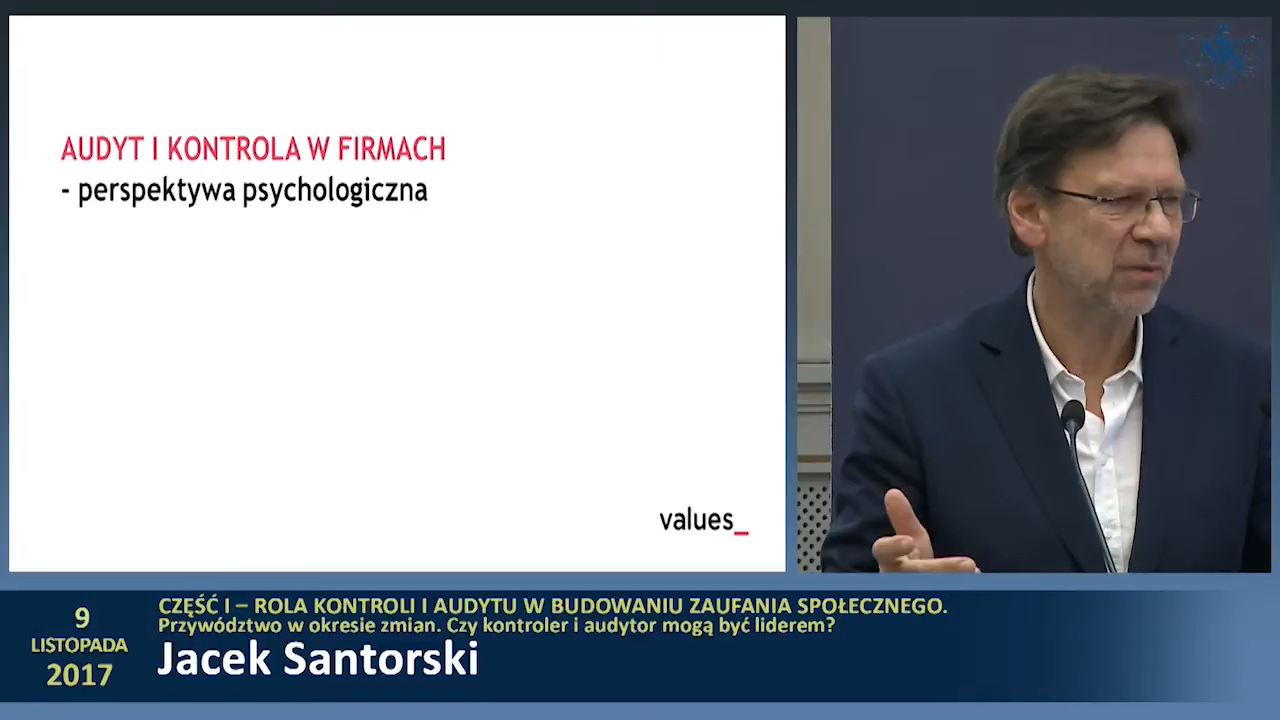 AUDYT I KONTROLA W FIRMACH
- perspektywa psychologiczna
values_
9
LISTOPADA
2017
CZĘŚĆ I – ROLA KONTROLI I AUDYTU W BUDOWANIU ZAUFANIA SPOŁECZNEGO.
Przywództwo w okresie zmian. Czy kontroler i audytor mogą być liderem?
Jacek Santorski